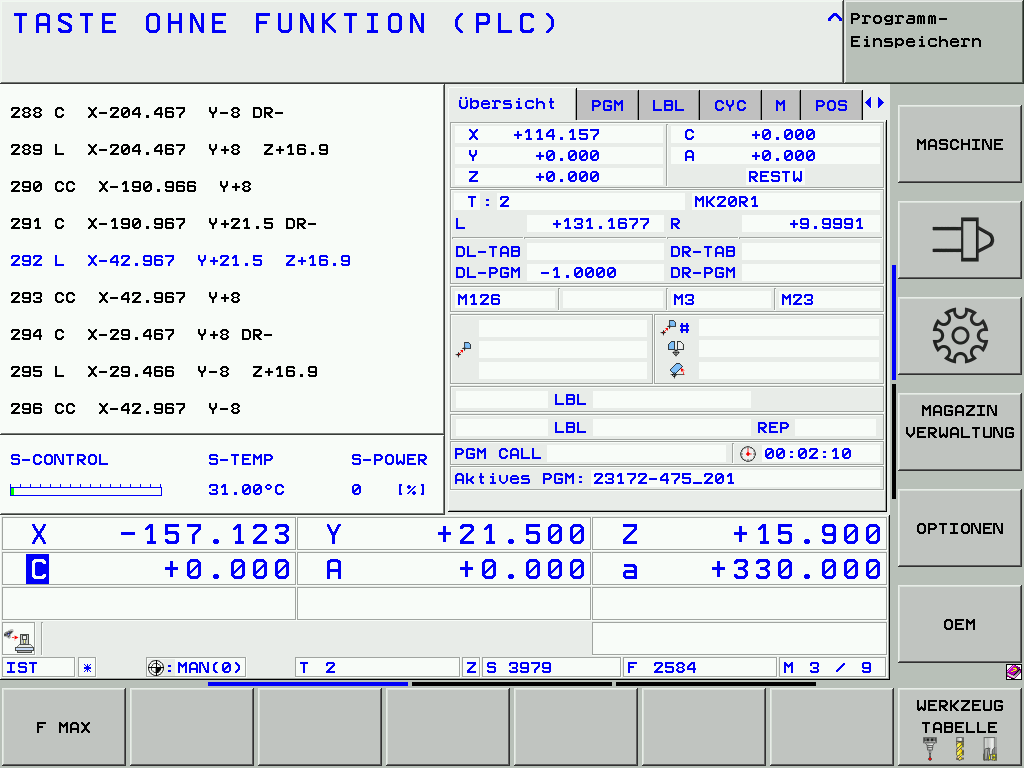 TASTE OHNE FUNKTION (PLC)
^
Programm-
Einspeichern
288 C  X-204.467  Y-8 DR-
289 L  X-204.467  Y+8  Z+16.9
290 CC  X-190.966  Y+8
291 C  X-190.967  Y+21.5 DR-
292 L  X-42.967  Y+21.5  Z+16.9
293 CC  X-42.967  Y+8
294 C  X-29.467  Y+8 DR-
295 L  X-29.466  Y-8  Z+16.9
296 CC  X-42.967  Y-8
S-CONTROL S-TEMP S-POWER
31.00°C 0 [%]
Übersicht PGM LBL CYC M POS
X +114.157 C +0.000
Y +0.000 A +0.000
Z +0.000 RESTW
T : 2 MK20R1
L +131.1677 R +9.9991
DL-TAB DR-TAB
DL-PGM -1.0000 DR-PGM
M126 M3 M23
#
LBL
LBL REP
PGM CALL 00:02:10
Aktives PGM: 23172-475_201
X -157.123 Y +21.500 Z +15.900
C +0.000 A +0.000 a +330.000
IST * :MAN(0) T 2 Z S 3979 F 2584 M 3 / 9
MASCHINE
MAGAZIN
VERWALTUNG
OPTIONEN
OEM
F MAX
WERKZEUG
TABELLE